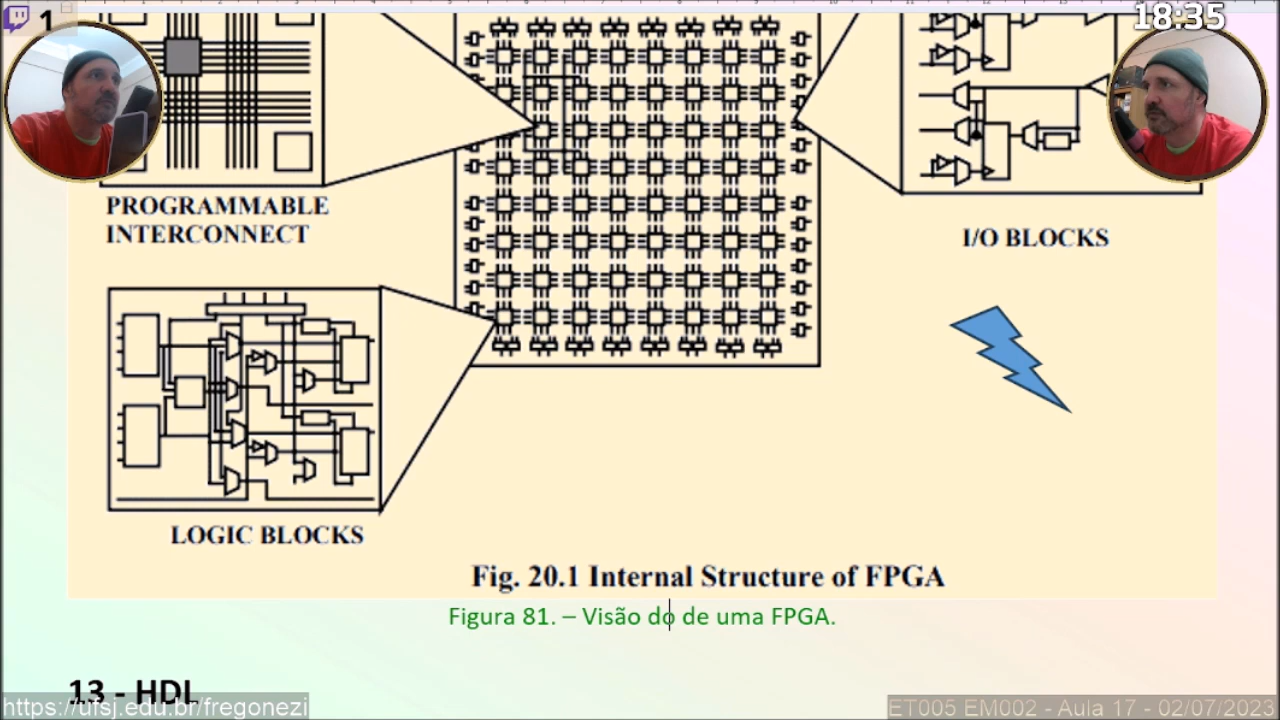 1
18:35
PROGRAMMABLE
INTERCONNECT
I/O BLOCKS
LOGIC BLOCKS
Fig. 20.1 Internal Structure of FPGA
Figura 81. – Visão do de uma FPGA.
13 - HDL
https://ufsj.edu.br/fregonezi
ET005 EM002 - Aula 17 - 02/07/2023